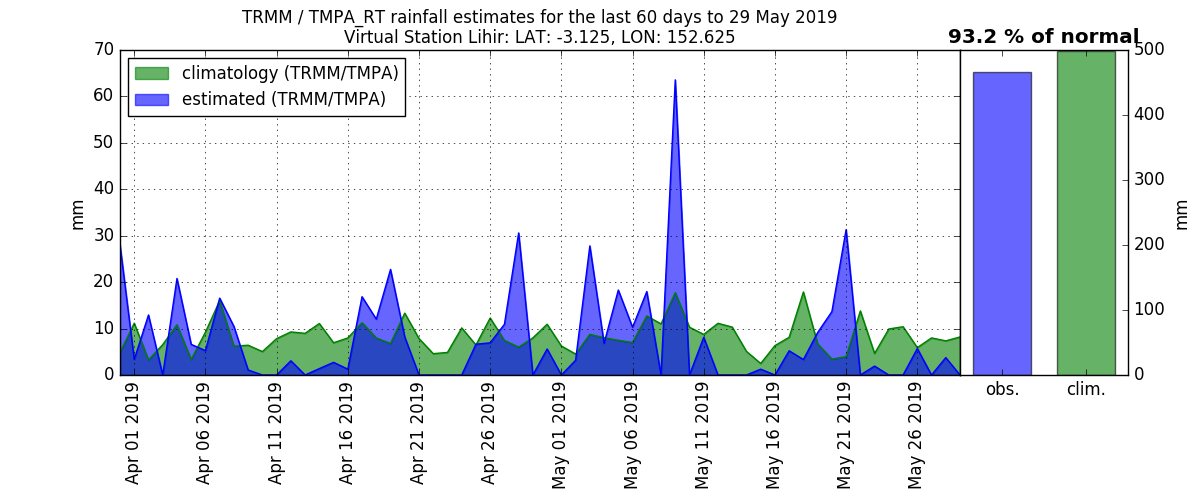 TRMM / TMPA_RT rainfall estimates for the last 60 days to 29 May 2019
Virtual Station Lihir: LAT: -3.125, LON: 152.625
93.2 % of normal
climatology (TRMM/TMPA)
estimated (TRMM/TMPA)
70
60
50
40
30
20
10
0
mm
Apr 01 2019
Apr 06 2019
Apr 11 2019
Apr 16 2019
Apr 21 2019
Apr 26 2019
May 01 2019
May 06 2019
May 11 2019
May 16 2019
May 21 2019
May 26 2019
obs.
clim.
500
400
300
200
100
0
mm